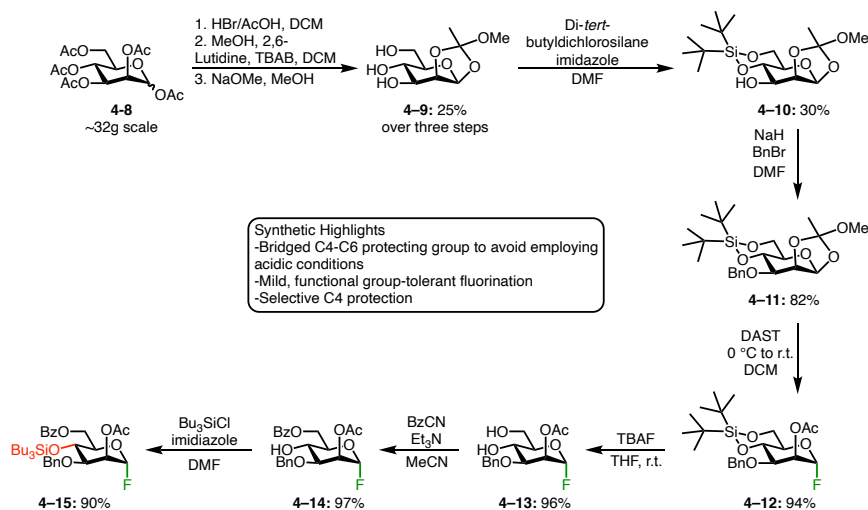 AcO
OAc
AcO
AcO
O
OAc
4-8
~32g scale
1. HBr/AcOH, DCM
2. MeOH, 2,6-
Lutidine, TBAB, DCM
3. NaOMe, MeOH
HO
HO
HO
O
O
O
OMe
4–9: 25%
over three steps
Di-tert-
butyldichlorosilane
imidazole
DMF
Si
O
O
HO
O
O
O
OMe
4–10: 30%
NaH
BnBr
DMF
Synthetic Highlights
-Bridged C4-C6 protecting group to avoid employing
acidic conditions
-Mild, functional group-tolerant fluorination
-Selective C4 protection
Si
O
O
BnO
O
O
O
OMe
4–11: 82%
DAST
0 °C to r.t.
DCM
BzO
OAc
Bu3SiO
BnO
O
F
4–15: 90%
Bu3SiCl
imidiazole
DMF
BzO
OAc
HO
BnO
O
F
4–14: 97%
BzCN
Et3N
MeCN
HO
OAc
HO
BnO
O
F
4–13: 96%
TBAF
THF, r.t.
Si
O
O
BnO
OAc
O
F
4–12: 94%